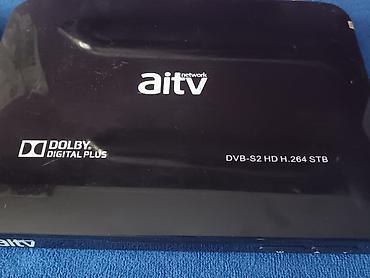 aitv
network
DOLBY.
DIGITAL PLUS
DVB-S2 HD H.264 STB
aitv